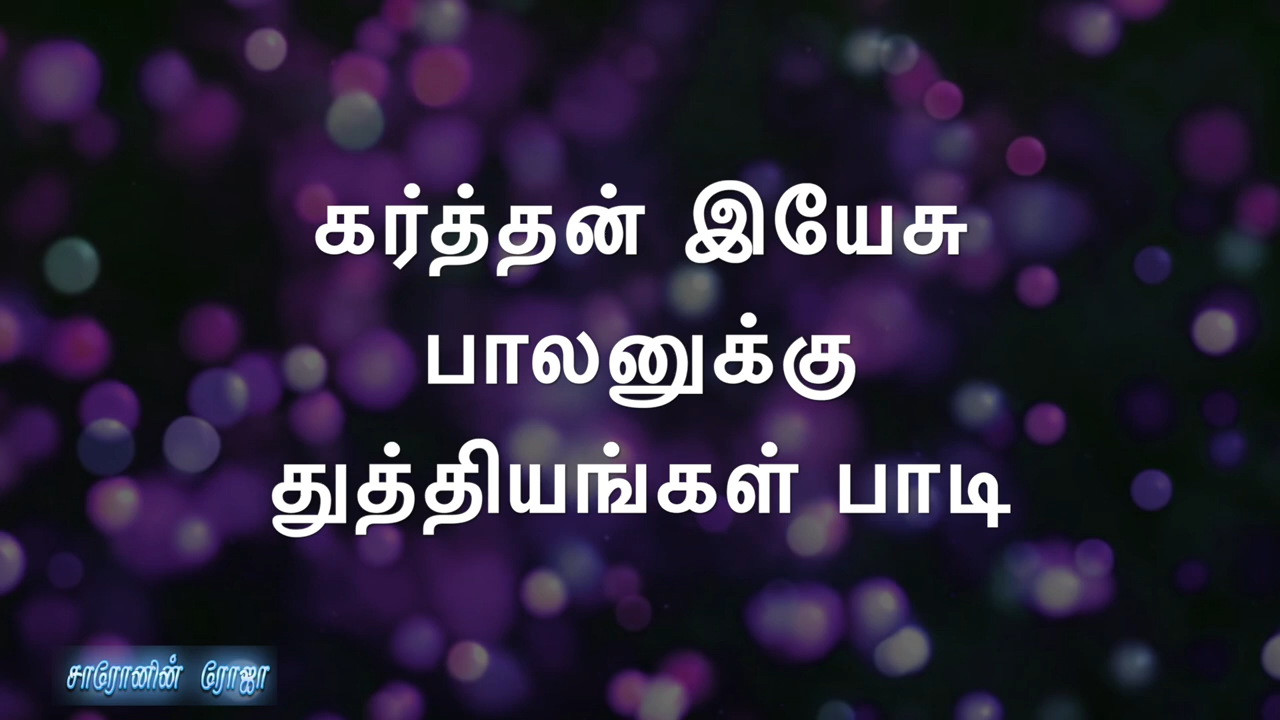 கர்த்தன் இயேசு
பாலனுக்கு
துத்தியங்கள் பாடி
சாரோனின் ரோஜா